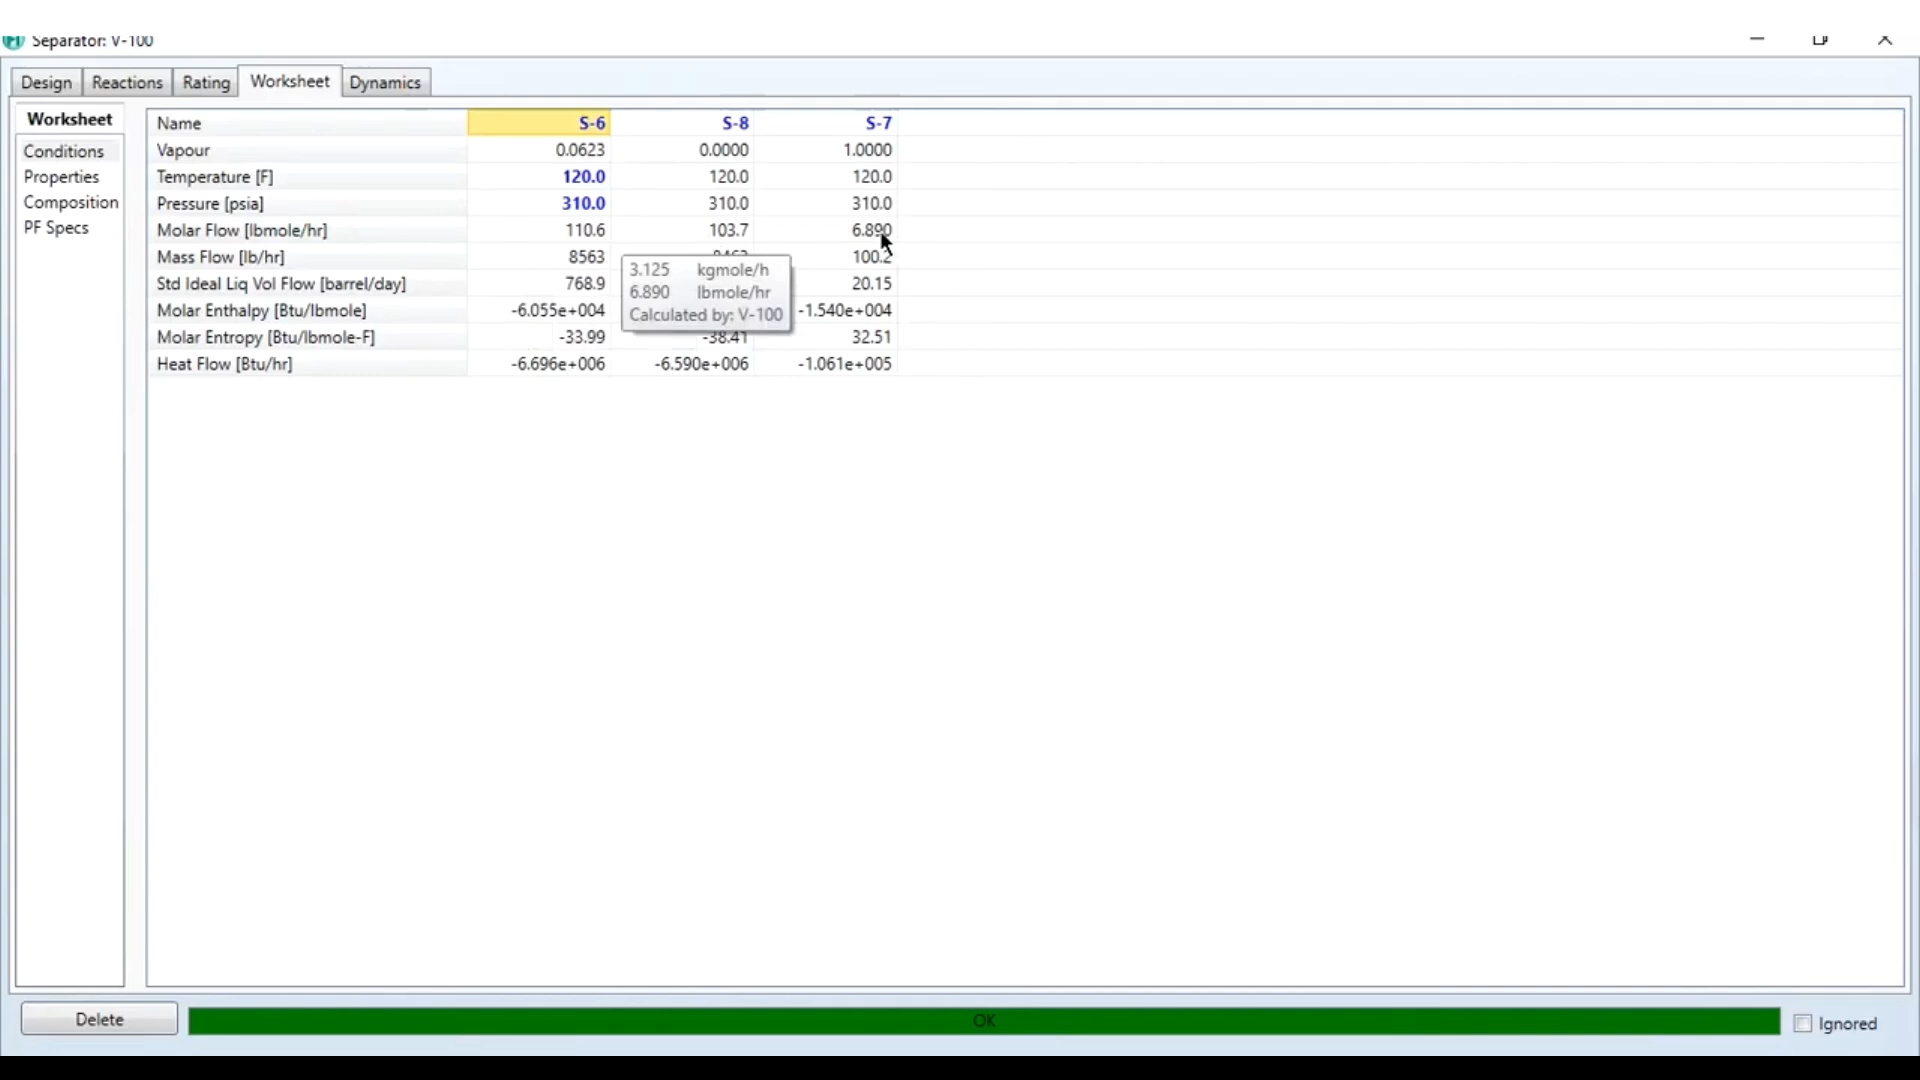 Separator: V-100
Design Reactions Rating Worksheet Dynamics
Worksheet
Conditions
Properties
Composition
PF Specs
Name S-6 S-8 S-7
Vapour 0.0623 0.0000 1.0000
Temperature [F] 120.0 120.0 120.0
Pressure [psia] 310.0 310.0 310.0
Molar Flow [lbmole/hr] 110.6 103.7 6.890
Mass Flow [lb/hr] 8563 100.2
Std Ideal Liq Vol Flow [barrel/day] 768.9 20.15
Molar Enthalpy [Btu/lbmole] -6.055e+004 -1.540e+004
Molar Entropy [Btu/lbmole-F] -33.99 -38.41 32.51
Heat Flow [Btu/hr] -6.696e+006 -6.590e+006 -1.061e+005
3.125 kgmole/h
6.890 lbmole/hr
Calculated by: V-100
Delete OK Ignored